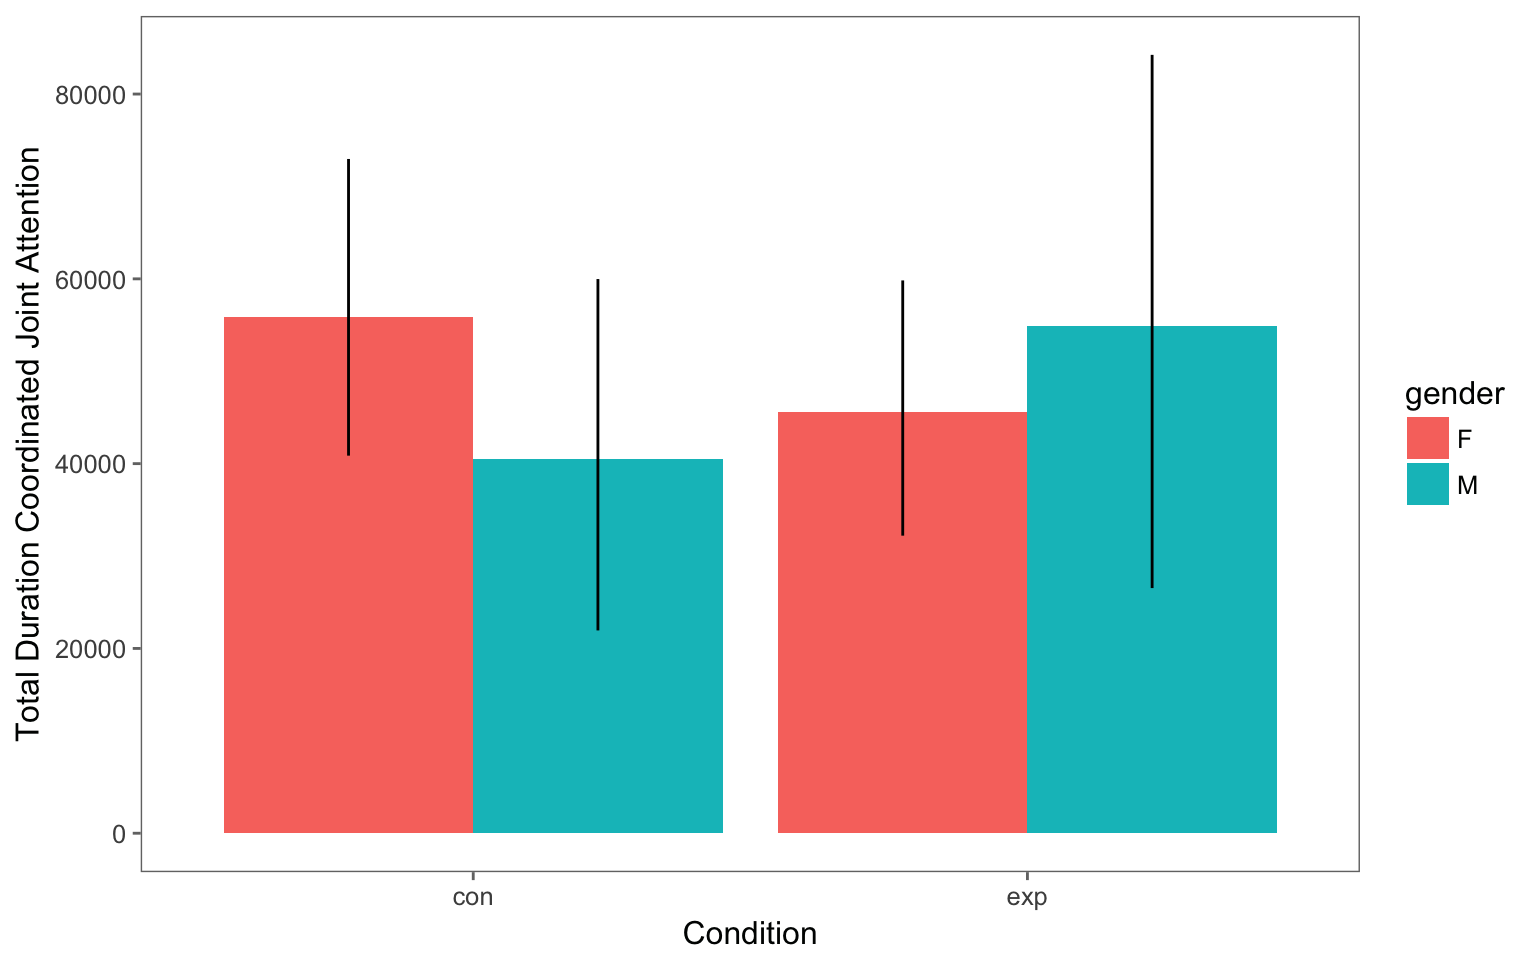 Total Duration Coordinated Joint Attention
80000
60000
40000
20000
0
con
exp
Condition
gender
F
M